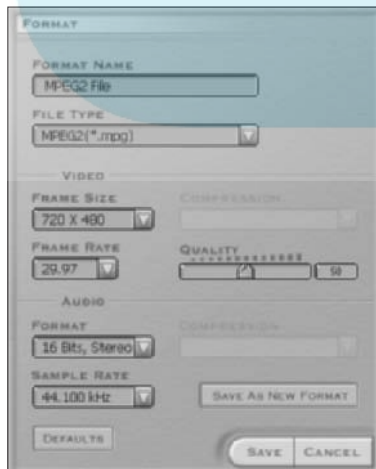 FORMAT
FORMAT NAME
MPEG2 File
FILE TYPE
MPEG2(*.mpg)
VIDEO
FRAME SIZE
COMPRESSION
720 X 480
FRAME RATE
QUALITY
29.97
50
AUDIO
FORMAT
COMPRESSION
16 Bits, Stereo
SAMPLE RATE
44.100 kHz
SAVE AS NEW FORMAT
DEFAULTS
SAVE
CANCEL